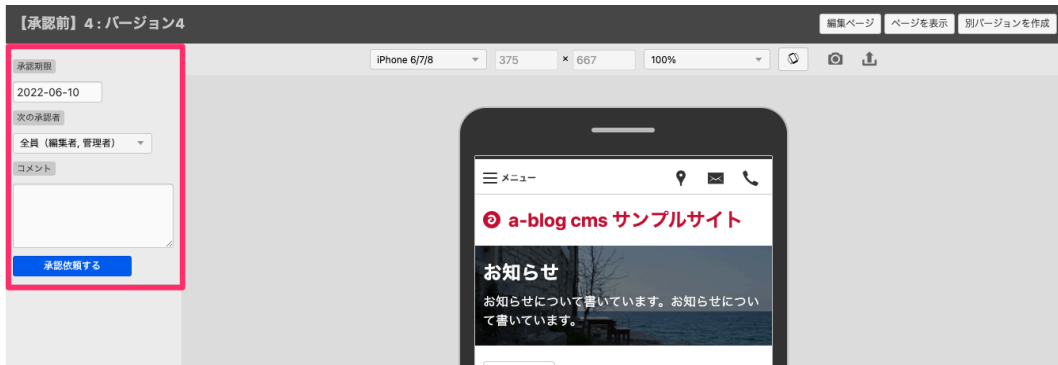 【承認前】4 : バージョン4
編集ページ ページを表示 別バージョンを作成
iPhone 6/7/8 375 × 667 100%
承認期限
2022-06-10
次の承認者
全員（編集者, 管理者）
コメント
承認依頼する
メニュー
a-blog cms サンプルサイト
お知らせ
お知らせについて書いています。お知らせについ
て書いています。